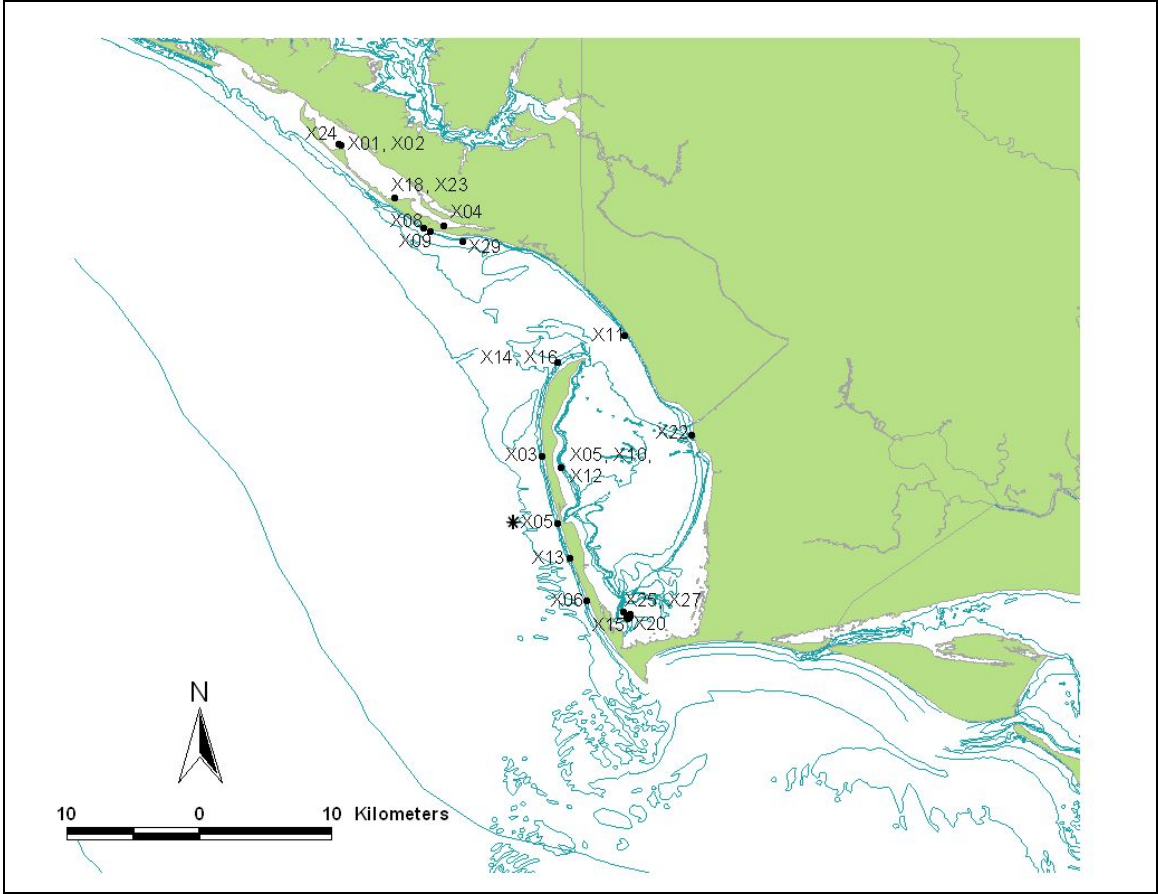 X24
X01, X02
X18, X23
X04
X08
X09
X29
X11
X14, X16
X22
X03
X05, X10,
X12
*X05
X13
X06
X25, X27
X15, X20
N
10 0 10 Kilometers